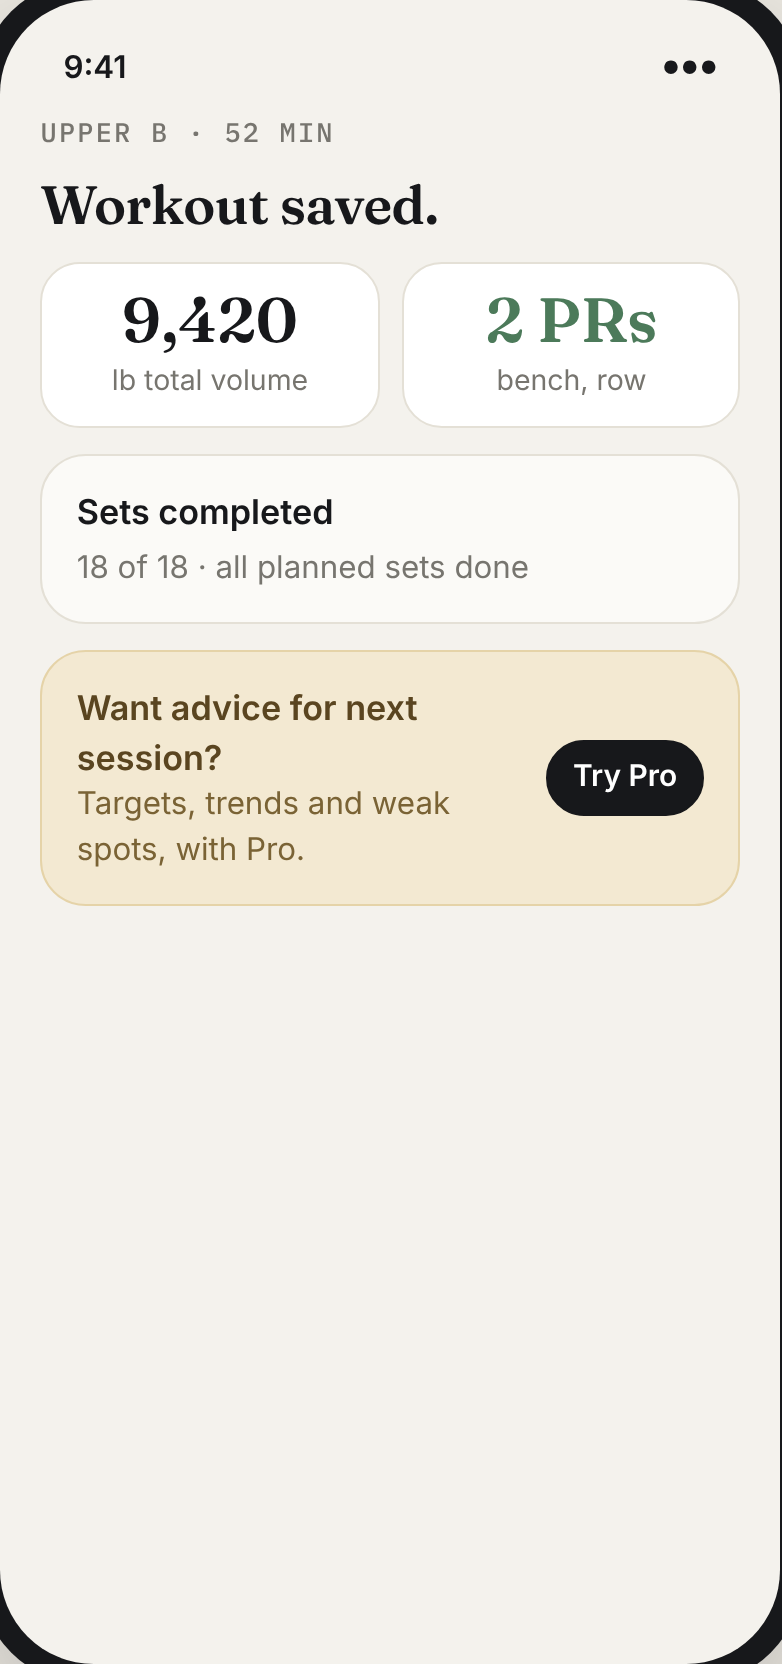 9:41
UPPER B · 52 MIN
Workout saved.
9,420
lb total volume
2 PRs
bench, row
Sets completed
18 of 18 · all planned sets done
Want advice for next
session?
Targets, trends and weak
spots, with Pro.
Try Pro